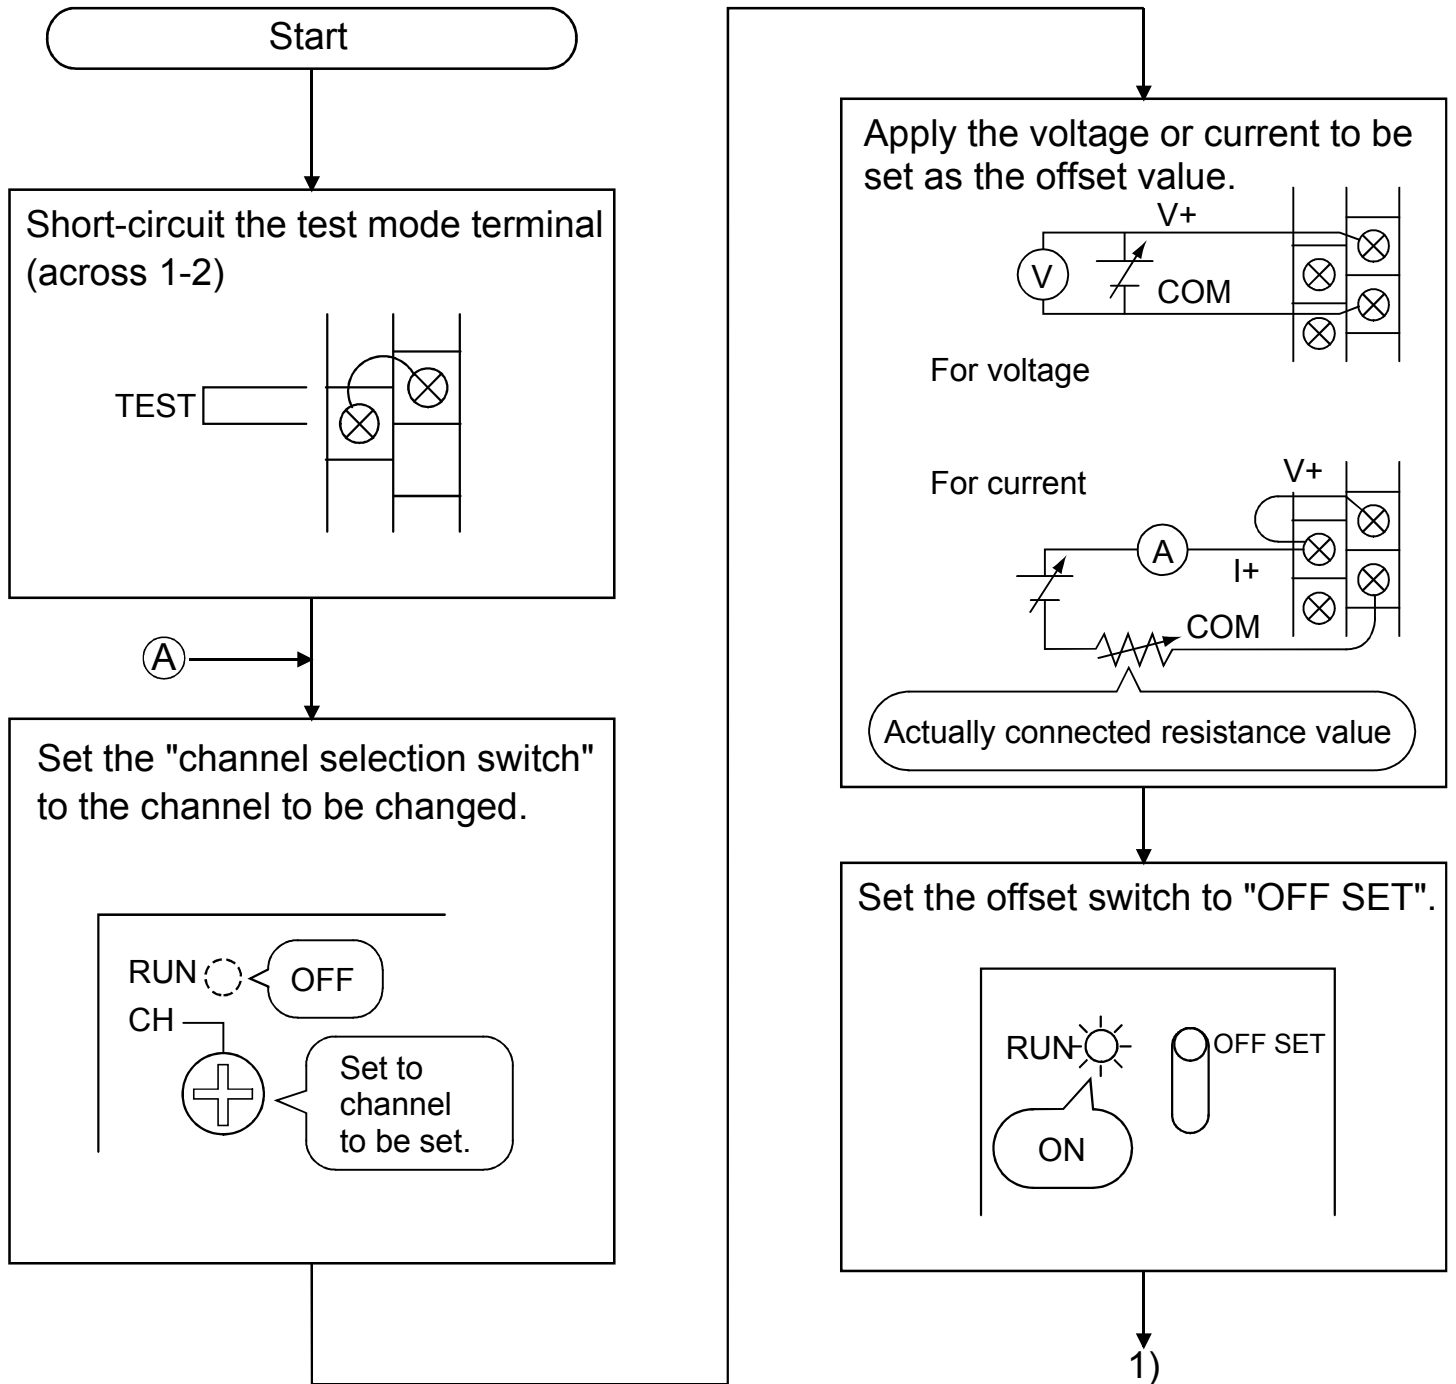 Start
Short-circuit the test mode terminal
(across 1-2)
TEST
A
Set the "channel selection switch"
to the channel to be changed.
RUN
OFF
CH
Set to
channel
to be set.
Apply the voltage or current to be
set as the offset value.
V+
V
COM
For voltage
For current
V+
A
I+
COM
Actually connected resistance value
Set the offset switch to "OFF SET".
RUN
OFF SET
ON
1)